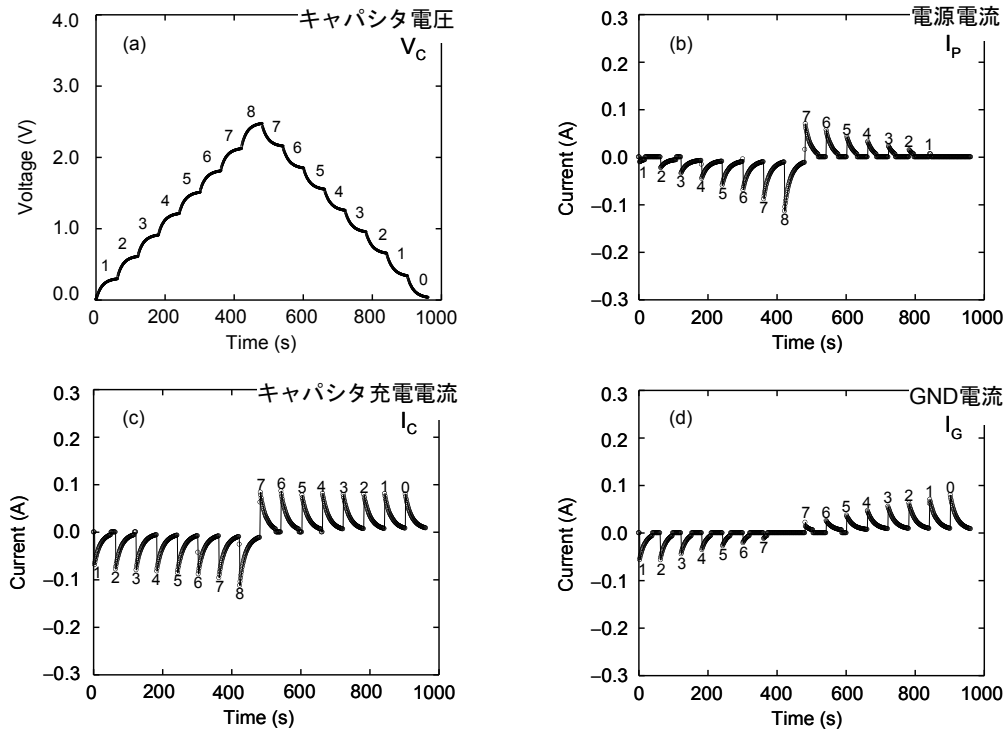 キャパシタ電圧
(a)
V_C
4.0
3.0
2.0
1.0
0.0
Voltage (V)
1 2 3 4 5 6 7 8 7 6 5 4 3 2 1 0
0 200 400 600 800 1000
Time (s)
電源電流
(b)
I_P
0.3
0.2
0.1
0.0
–0.1
–0.2
–0.3
Current (A)
1 2 3 4 5 6 7 8 7 6 5 4 3 2 1
0 200 400 600 800 1000
Time (s)
キャパシタ充電電流
(c)
I_C
0.3
0.2
0.1
0.0
–0.1
–0.2
–0.3
Current (A)
1 2 3 4 5 6 7 8 7 6 5 4 3 2 1 0
0 200 400 600 800 1000
Time (s)
GND電流
(d)
I_G
0.3
0.2
0.1
0.0
–0.1
–0.2
–0.3
Current (A)
1 2 3 4 5 6 7 7 6 5 4 3 2 1 0
0 200 400 600 800 1000
Time (s)